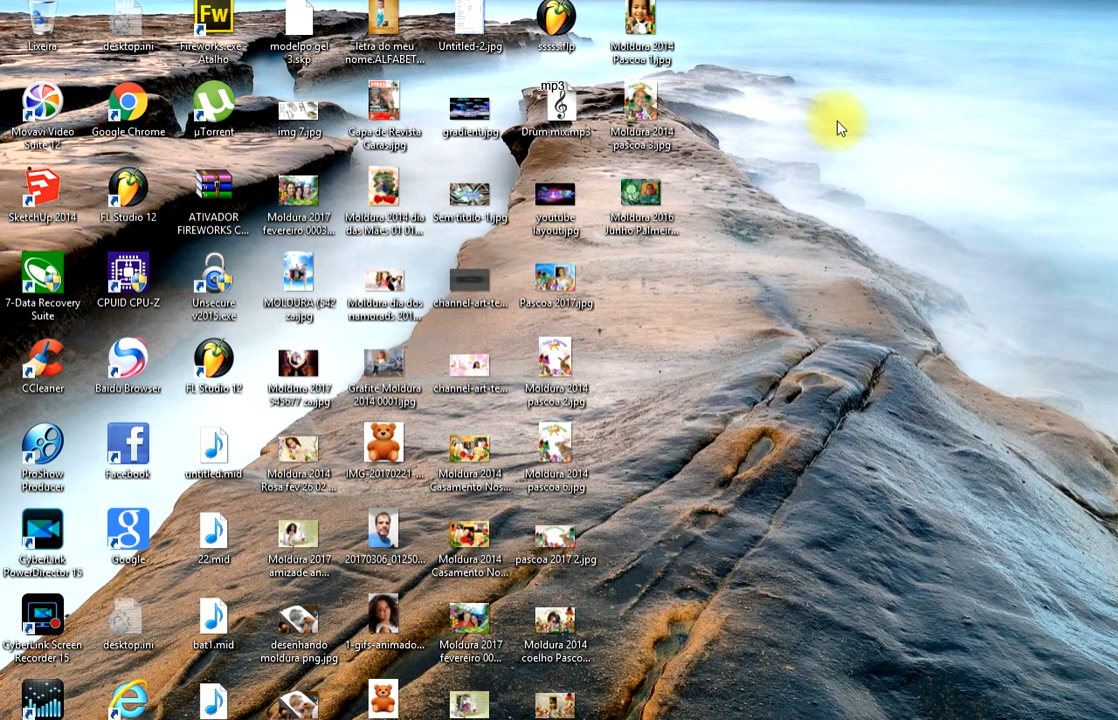 Lixeira
desktop.ini
Fireworks.exe -
Atalho
modelpo gel
3.skp
letra do meu
nome.ALFABET...
Untitled-2.jpg
sssss.flp
Moldura 2014
Pascoa 1.jpg
Movavi Video
Suite 12
Google Chrome
µTorrent
img 7.jpg
Capa de Revista
Caras.jpg
gradient.jpg
mp3
Drum mix.mp3
Moldura 2014
pascoa 3.jpg
SketchUp 2014
FL Studio 12
ATIVADOR
FIREWORKS C...
Moldura 2017
fevereiro 0003...
Moldura 2014 dia
das Mães 01 01...
Sem título-1.jpg
youtube
layout.jpg
Moldura 2016
Junho Palmeir...
7-Data Recovery
Suite
CPUID CPU-Z
Unsecure
v2015.exe
MOLDURA (542
za.jpg
Moldura dia dos
namorads 201...
channel-art-te...
Pascoa 2017.jpg
CCleaner
Baidu Browser
FL Studio 12
Moldura 2017
545677 za.jpg
Grafite Moldura
2014 0001.jpg
channel-art-te...
Moldura 2014
pascoa 2.jpg
ProShow
Producer
Facebook
untitled.mid
Moldura 2014
Rosa fev 26 02 ...
IMG-20170221-...
Moldura 2014
Casamento Nos...
Moldura 2014
pascoa 6.jpg
CyberLink
PowerDirector 15
Google
22.mid
Moldura 2017
amizade an...
20170306_01250...
Moldura 2014
Casamento No...
pascoa 2017 2.jpg
CyberLink Screen
Recorder 15
desktop.ini
bat1.mid
desenhando
moldura png.jpg
1-gifs-animado...
Moldura 2017
fevereiro 00...
Moldura 2014
coelho Pasco...